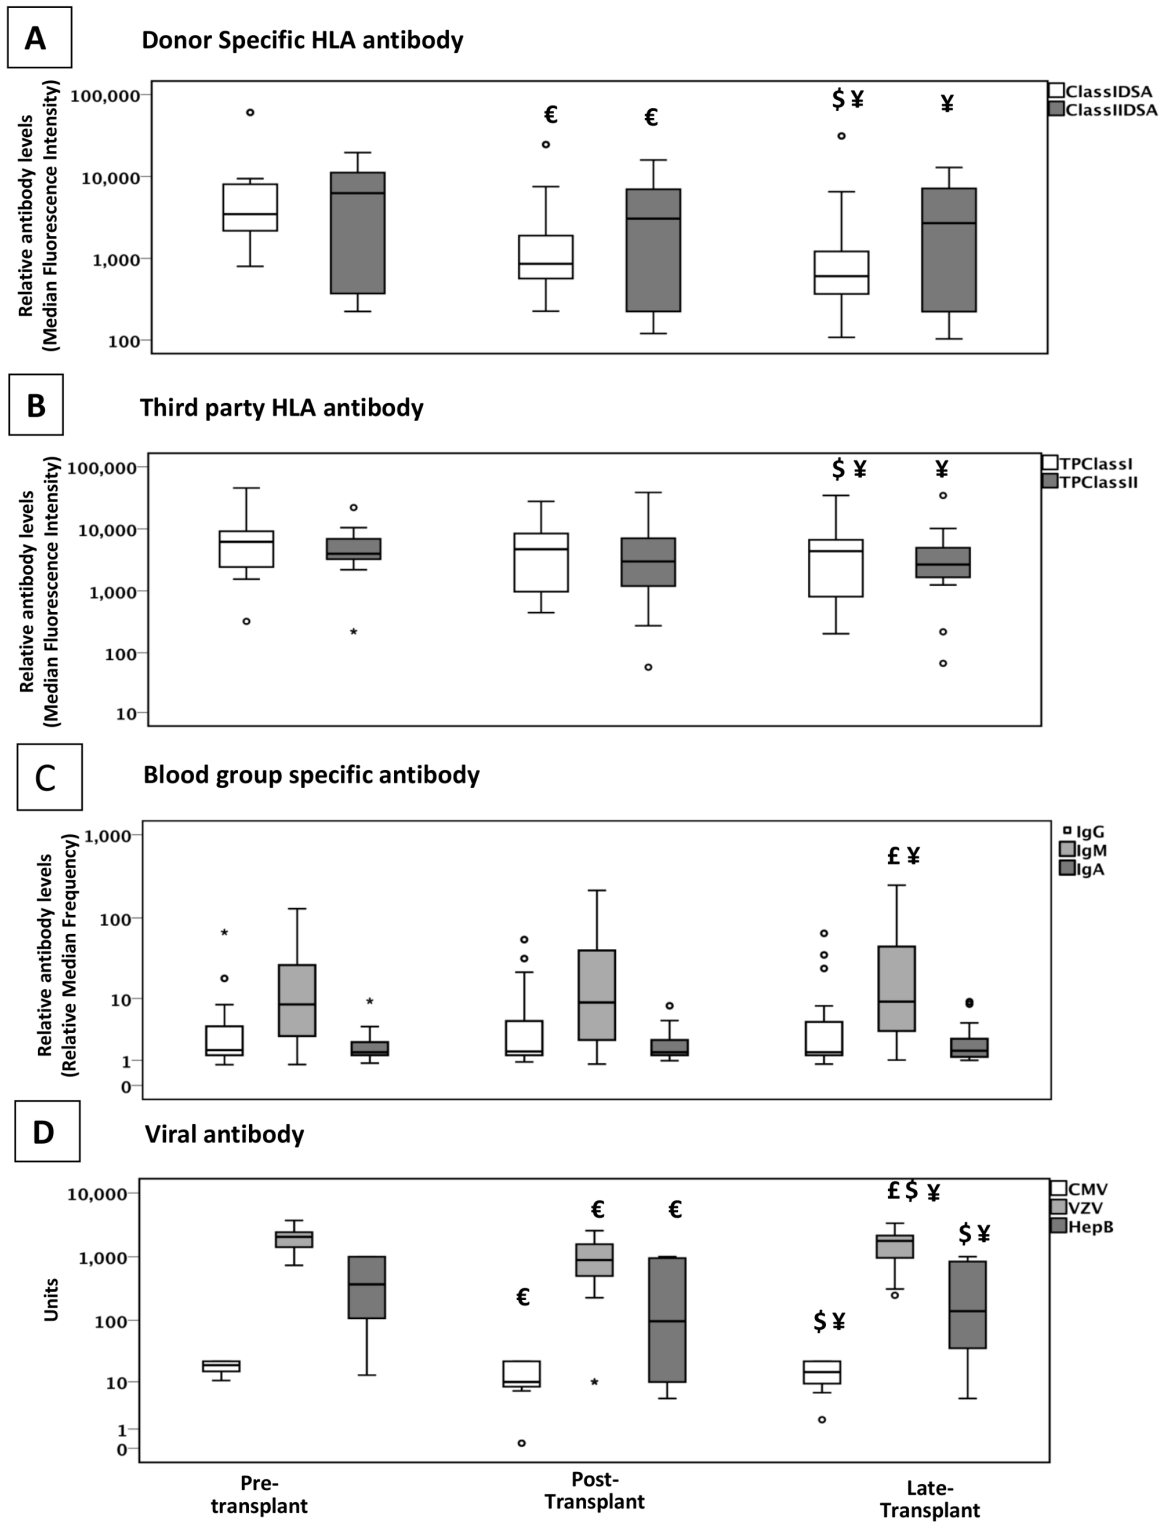 A
Donor Specific HLA antibody
Relative antibody levels
(Median Fluorescence Intensity)
100,000
10,000
1,000
100
€
€
$ ¥
¥
ClassIDSA
ClassIIDSA
B
Third party HLA antibody
Relative antibody levels
(Median Fluorescence Intensity)
100,000
10,000
1,000
100
10
$ ¥
¥
TPClassI
TPClassII
C
Blood group specific antibody
Relative antibody levels
(Relative Median Frequency)
1,000
100
10
1
0
£ ¥
IgG
IgM
IgA
D
Viral antibody
Units
10,000
1,000
100
10
1
0
€
€
€
$ ¥
£ $ ¥
$ ¥
CMV
VZV
HepB
Pre-
transplant
Post-
Transplant
Late-
Transplant